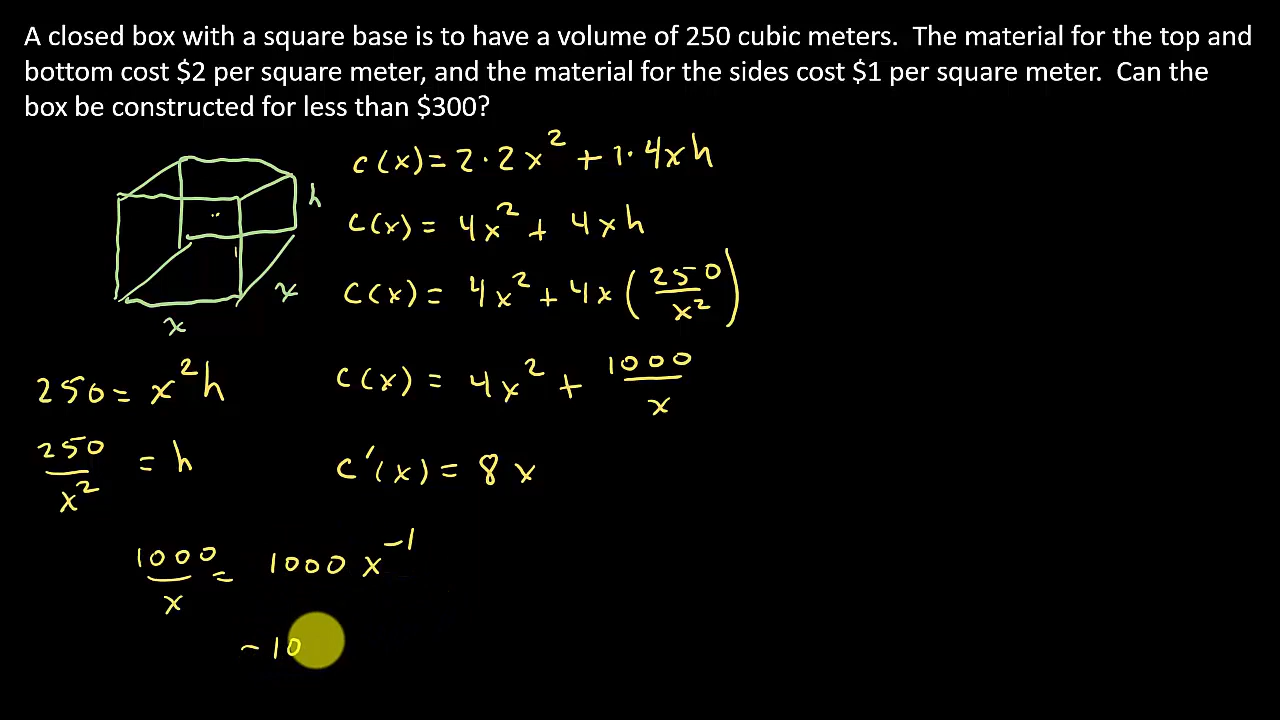 A closed box with a square base is to have a volume of 250 cubic meters. The material for the top and
bottom cost $2 per square meter, and the material for the sides cost $1 per square meter. Can the
box be constructed for less than $300?
c(x) = 2·2x² + 1·4xh
h
c(x) = 4x² + 4xh
c(x) = 4x² + 4x(250/x²)
x
x
250 = x²h
c(x) = 4x² + 1000/x
250/x² = h
c'(x) = 8x
1000/x = 1000x⁻¹
-10